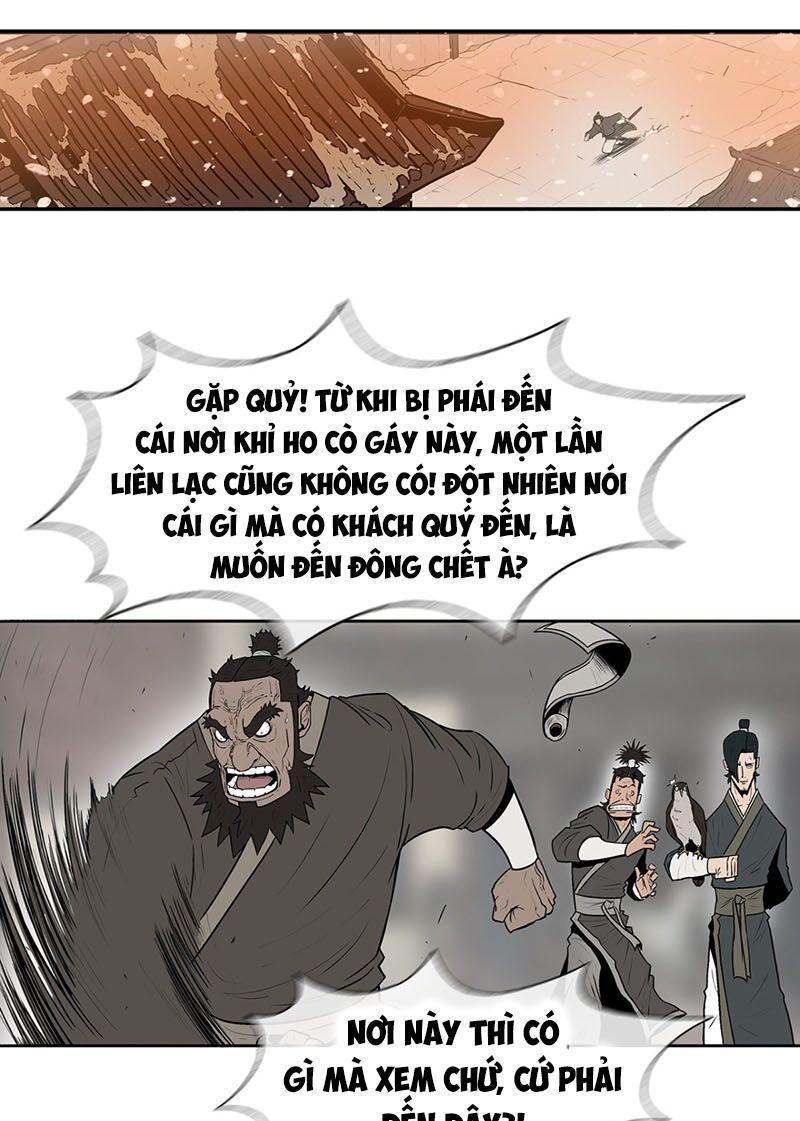 GẶP QUỶ! TỪ KHI BỊ PHÁI ĐẾN
CÁI NƠI KHỈ HO CÒ GÁY NÀY, MỘT LẦN
LIÊN LẠC CŨNG KHÔNG CÓ! ĐỘT NHIÊN NÓI
CÁI GÌ MÀ CÓ KHÁCH QUÝ ĐẾN, LÀ
MUỐN ĐẾN ĐÔNG CHẾT À?
NƠI NÀY THÌ CÓ
GÌ MÀ XEM CHỨ, CỨ PHẢI
ĐẾN ĐÂY?!